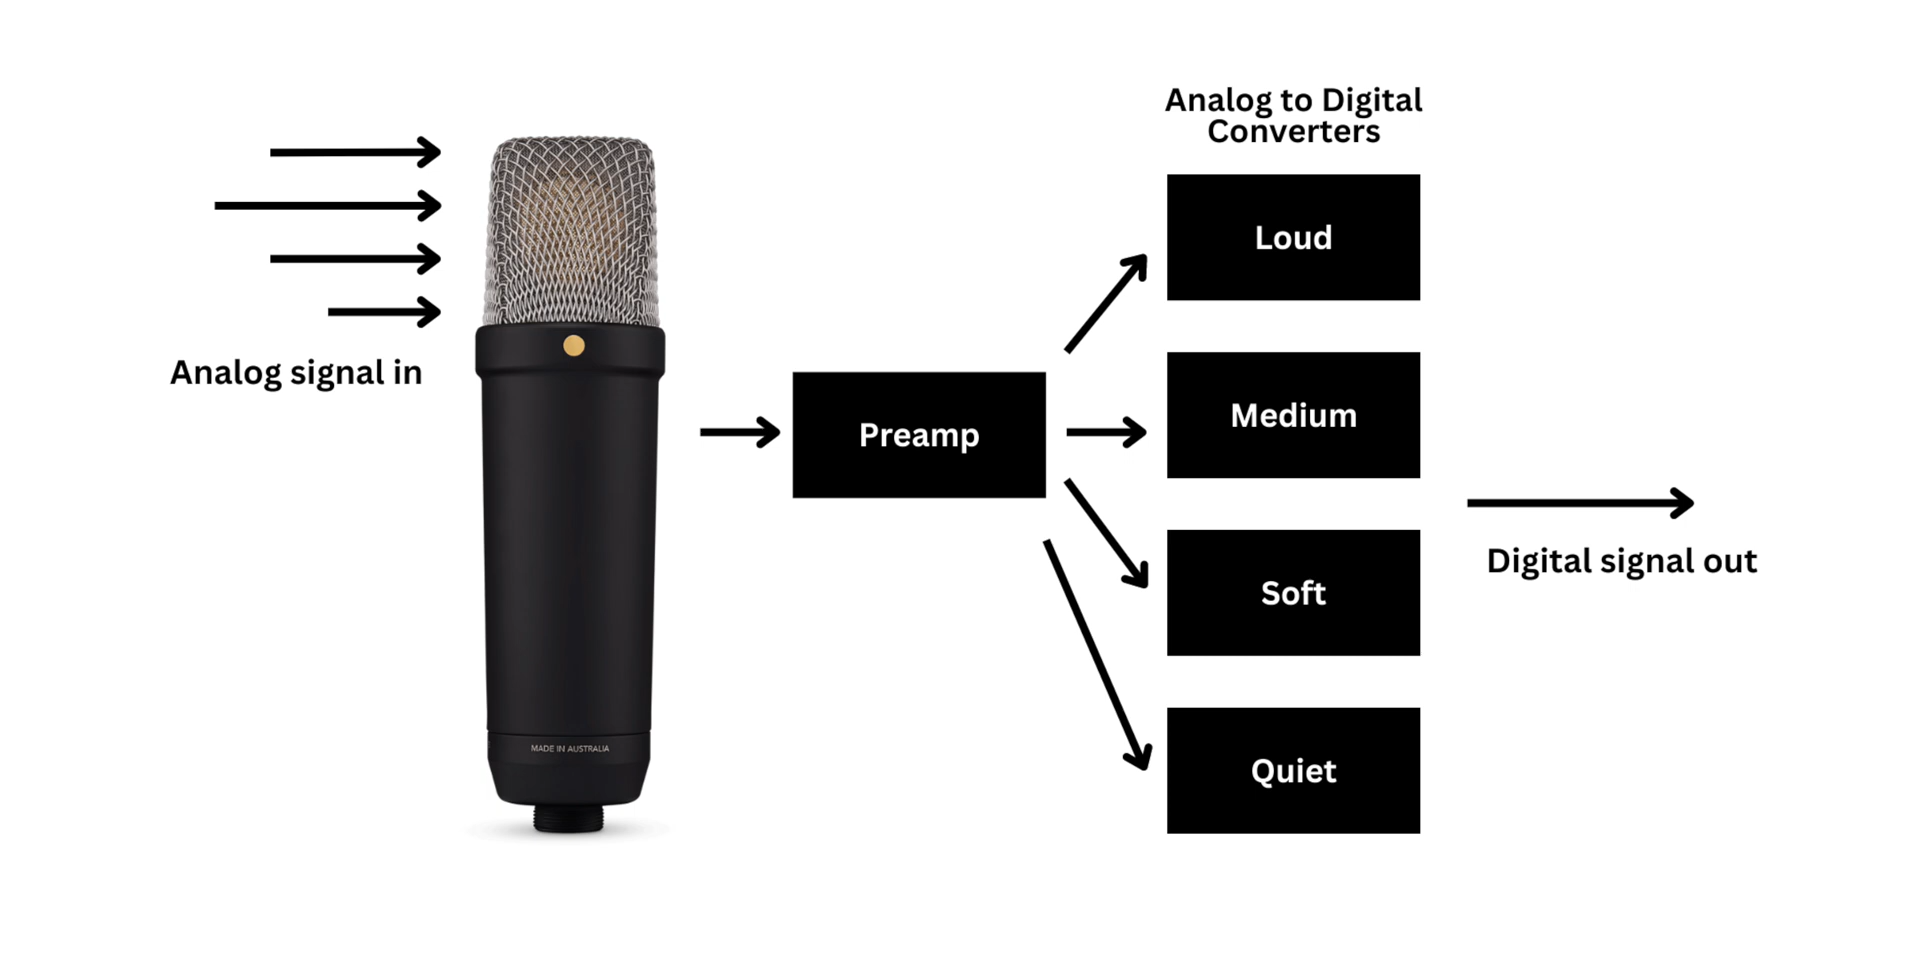 Analog to Digital
Converters
Loud
Analog signal in
Medium
Preamp
Soft
Digital signal out
MADE IN AUSTRALIA
Quiet